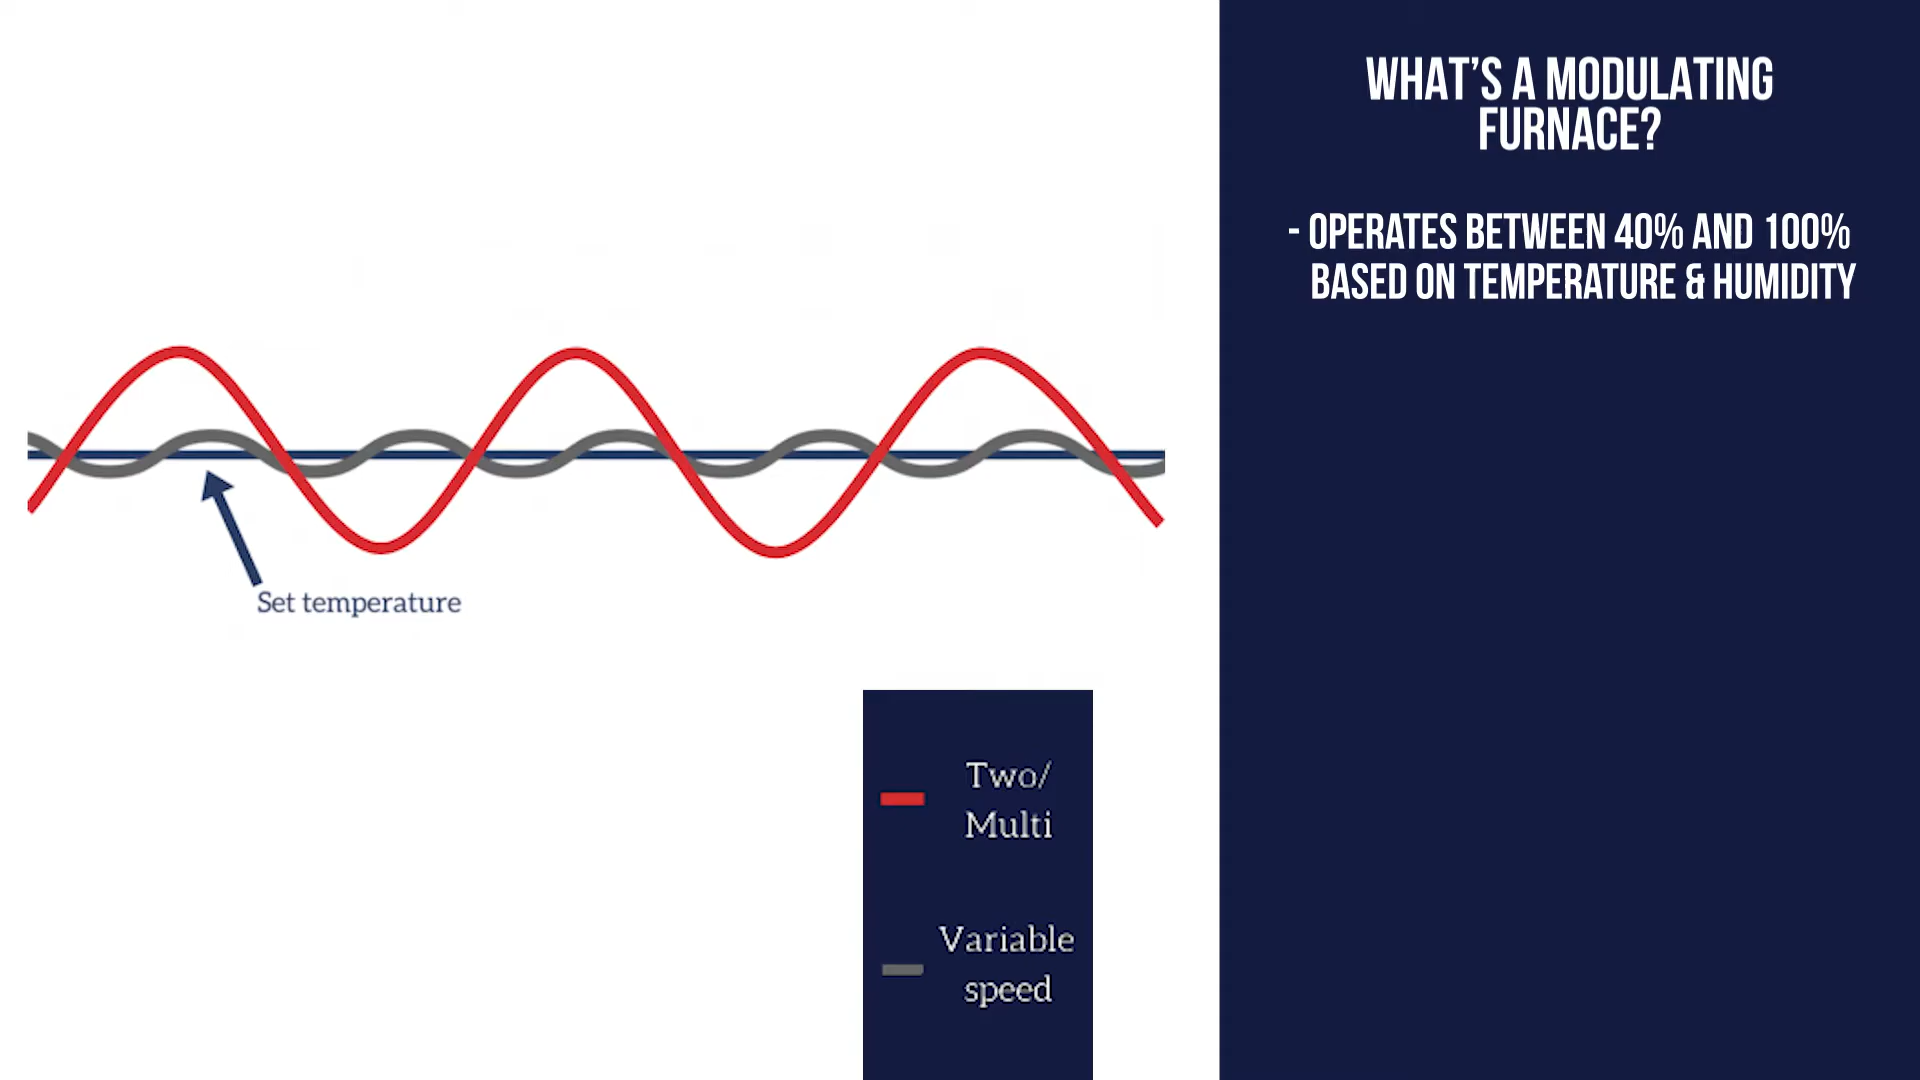 WHAT'S A MODULATING
FURNACE?
- OPERATES BETWEEN 40% AND 100%
BASED ON TEMPERATURE & HUMIDITY
Set temperature
Two/
Multi
Variable
speed